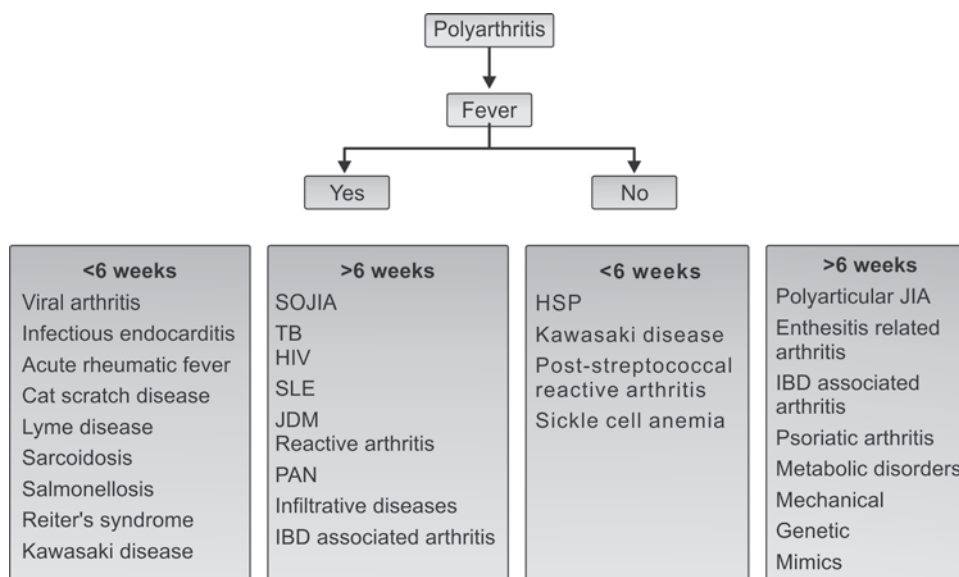 Polyarthritis
Fever
Yes
No
<6 weeks
Viral arthritis
Infectious endocarditis
Acute rheumatic fever
Cat scratch disease
Lyme disease
Sarcoidosis
Salmonellosis
Reiter's syndrome
Kawasaki disease
>6 weeks
SOJIA
TB
HIV
SLE
JDM
Reactive arthritis
PAN
Infiltrative diseases
IBD associated arthritis
<6 weeks
HSP
Kawasaki disease
Post-streptococcal
reactive arthritis
Sickle cell anemia
>6 weeks
Polyarticular JIA
Enthesitis related
arthritis
IBD associated
arthritis
Psoriatic arthritis
Metabolic disorders
Mechanical
Genetic
Mimics